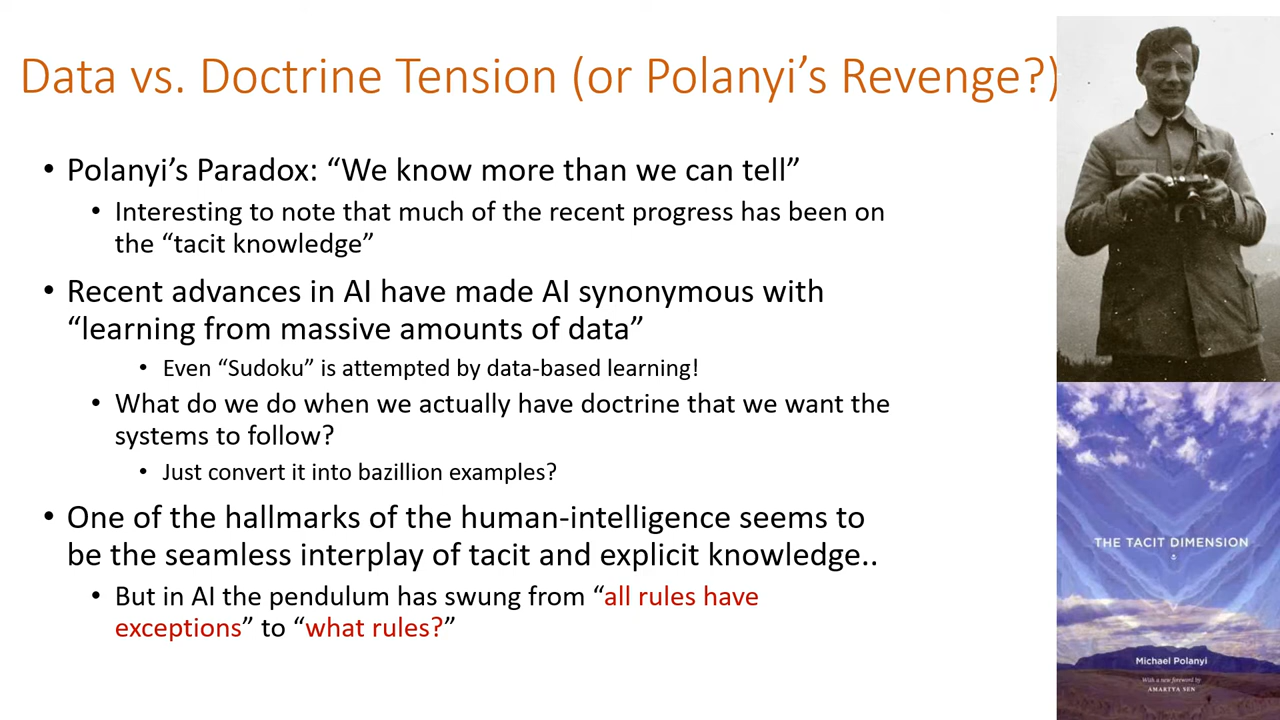 Data vs. Doctrine Tension (or Polanyi’s Revenge?)
• Polanyi’s Paradox: “We know more than we can tell”
• Interesting to note that much of the recent progress has been on
the “tacit knowledge”
• Recent advances in AI have made AI synonymous with
“learning from massive amounts of data”
• Even “Sudoku” is attempted by data-based learning!
• What do we do when we actually have doctrine that we want the
systems to follow?
• Just convert it into bazillion examples?
• One of the hallmarks of the human-intelligence seems to
be the seamless interplay of tacit and explicit knowledge..
• But in AI the pendulum has swung from “all rules have
exceptions” to “what rules?”
THE TACIT DIMENSION
Michael Polanyi
With a new foreword by
AMARTYA SEN